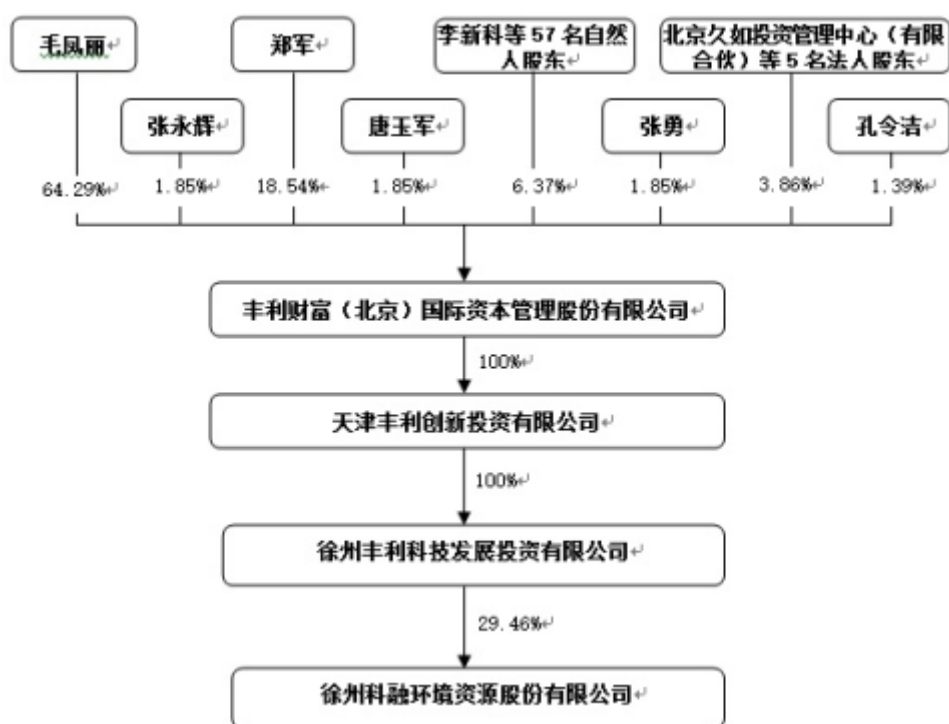 毛凤丽
郑军
李新科等57名自然
人股东
北京久如投资管理中心（有限
合伙）等5名法人股东
张永辉
唐玉军
张勇
孔令洁
64.29%
1.85%
18.54%
1.85%
6.37%
1.85%
3.86%
1.39%
丰利财富（北京）国际资本管理股份有限公司
100%
天津丰利创新投资有限公司
100%
徐州丰利科技发展投资有限公司
29.46%
徐州科融环境资源股份有限公司